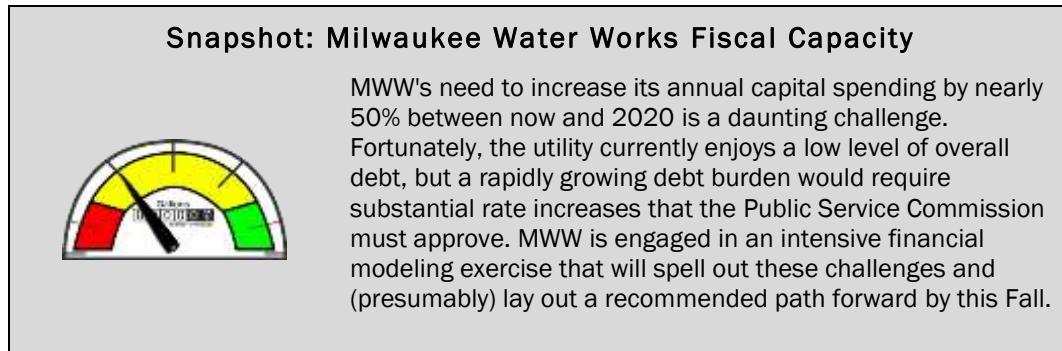 Snapshot: Milwaukee Water Works Fiscal Capacity
MWW's need to increase its annual capital spending by nearly
50% between now and 2020 is a daunting challenge.
Fortunately, the utility currently enjoys a low level of overall
debt, but a rapidly growing debt burden would require
substantial rate increases that the Public Service Commission
must approve. MWW is engaged in an intensive financial
modeling exercise that will spell out these challenges and
(presumably) lay out a recommended path forward by this Fall.
Gallons